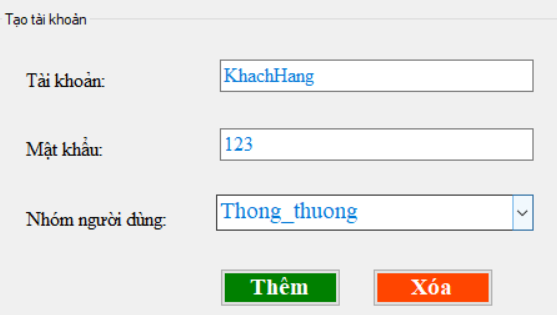 Tạo tài khoản
Tài khoản: KhachHang
Mật khẩu: 123
Nhóm người dùng: Thong_thuong
Thêm Xóa